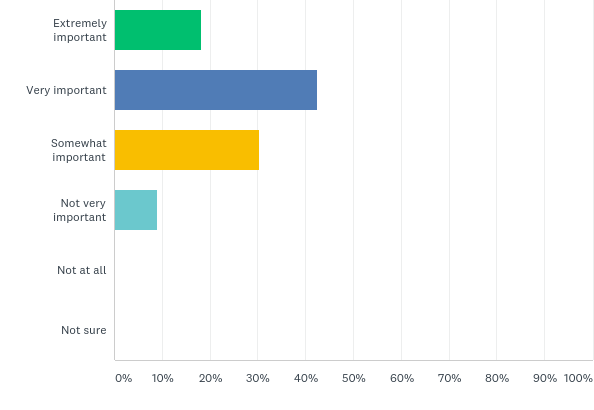 Extremely
important
Very important
Somewhat
important
Not very
important
Not at all
Not sure
0% 10% 20% 30% 40% 50% 60% 70% 80% 90% 100%